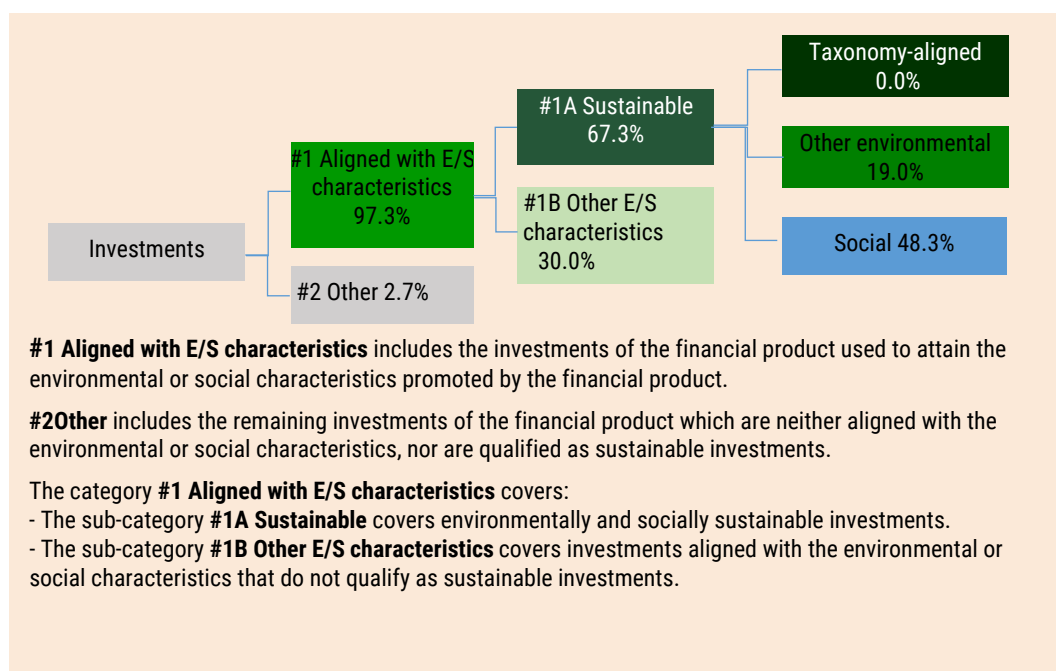 Taxonomy-aligned
0.0%
#1A Sustainable
67.3%
Other environmental
19.0%
#1 Aligned with E/S
characteristics
97.3%
#1B Other E/S
characteristics
30.0%
Investments
Social 48.3%
#2 Other 2.7%
#1 Aligned with E/S characteristics includes the investments of the financial product used to attain the
environmental or social characteristics promoted by the financial product.
#2Other includes the remaining investments of the financial product which are neither aligned with the
environmental or social characteristics, nor are qualified as sustainable investments.
The category #1 Aligned with E/S characteristics covers:
- The sub-category #1A Sustainable covers environmentally and socially sustainable investments.
- The sub-category #1B Other E/S characteristics covers investments aligned with the environmental or
social characteristics that do not qualify as sustainable investments.